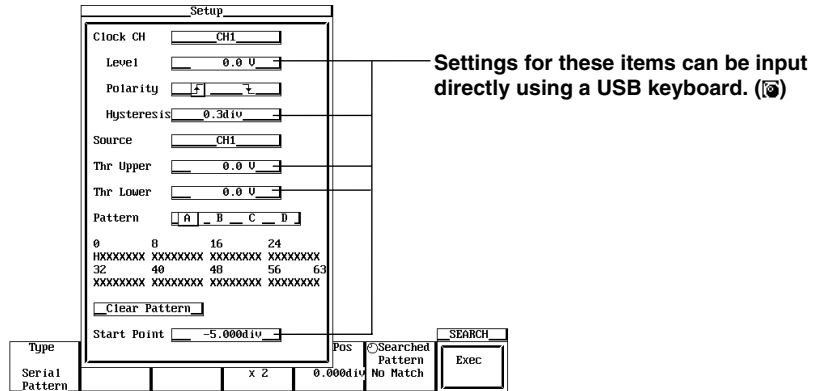 Setup
Clock CH CH1
Level 0.0 V
Settings for these items can be input
directly using a USB keyboard. ()
Polarity
Hysteresis 0.3div
Source CH1
Thr Upper 0.0 V
Thr Lower 0.0 V
Pattern A B C D
0 8 16 24
HXXXXXXX XXXXXXXX XXXXXXXX XXXXXXXX
32 40 48 56 63
XXXXXXXX XXXXXXXX XXXXXXXX XXXXXXXX
Clear Pattern
Start Point -5.000div
SEARCH
Type
Serial
Pattern
x 2
Pos
0.000div
Searched
Pattern
No Match
Exec